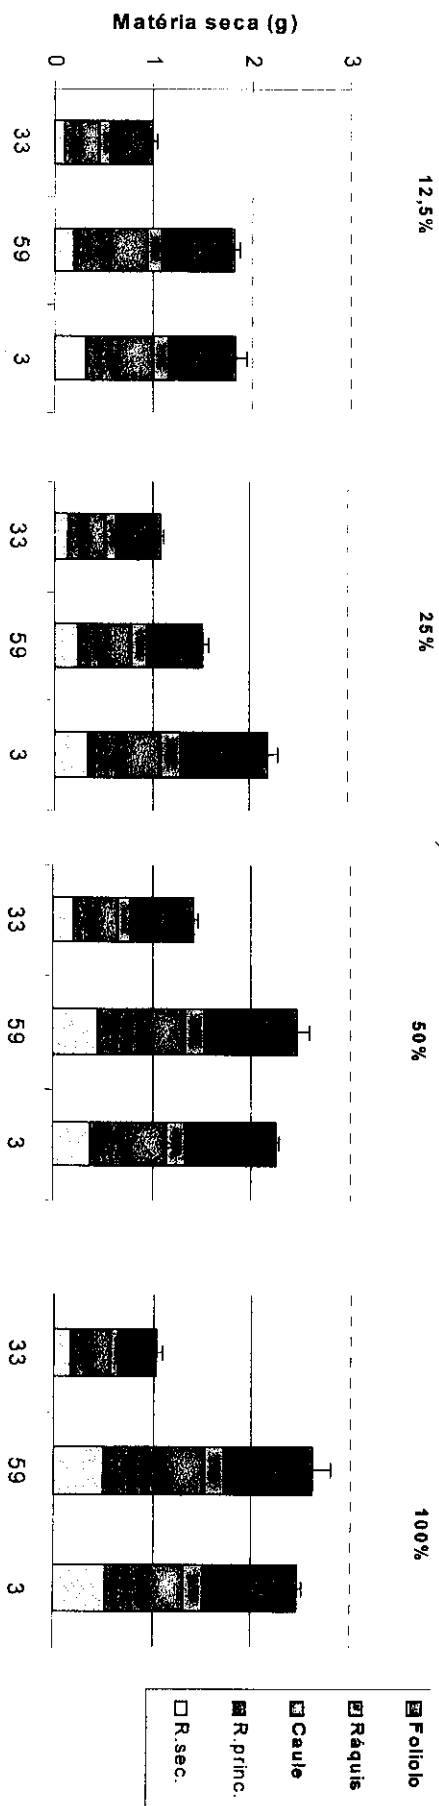 12,5%
25%
50%
100%
Matéria seca (g)
3
2
1
0
33 59 3
33 59 3
33 59 3
33 59 3
Folíolo
Ráquis
Caule
R.princ.
R.sec.